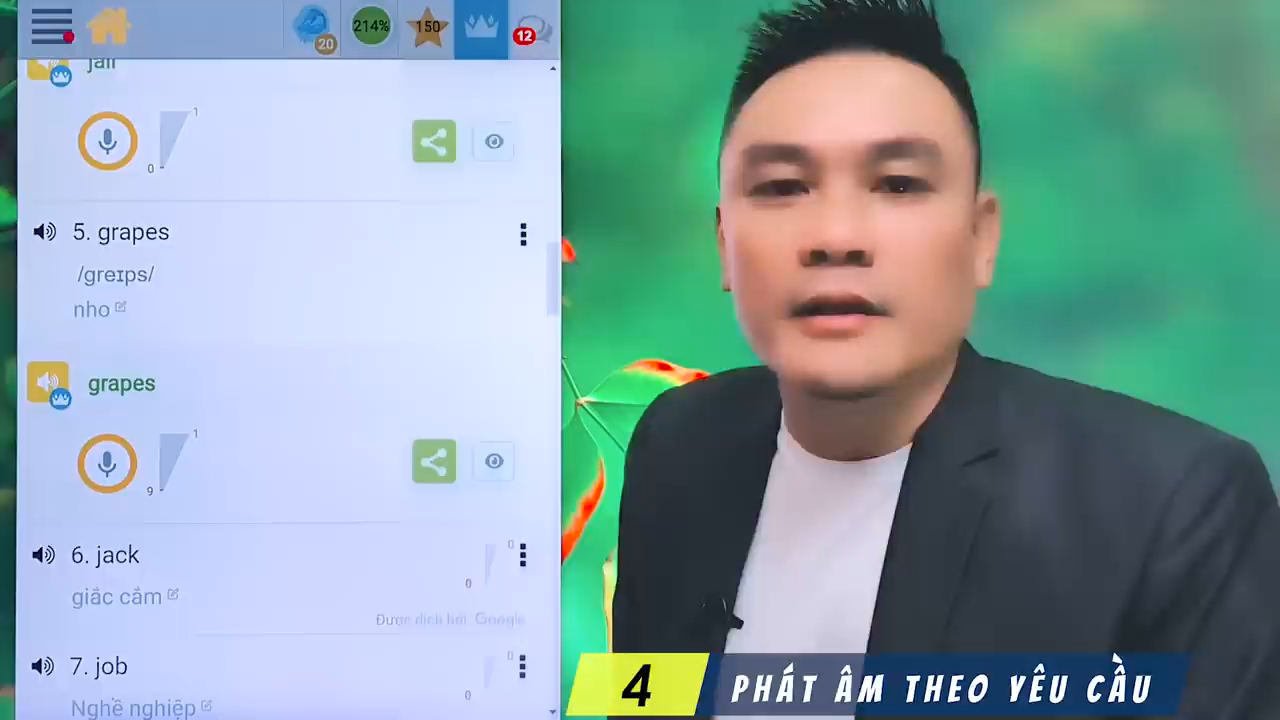 20
214%
150
12
jail
1
0
5. grapes
/greɪps/
nho
grapes
1
9
6. jack
0
giắc cắm
0
Được dịch bởi Google
7. job
0
Nghề nghiệp
0
4 PHÁT ÂM THEO YÊU CẦU